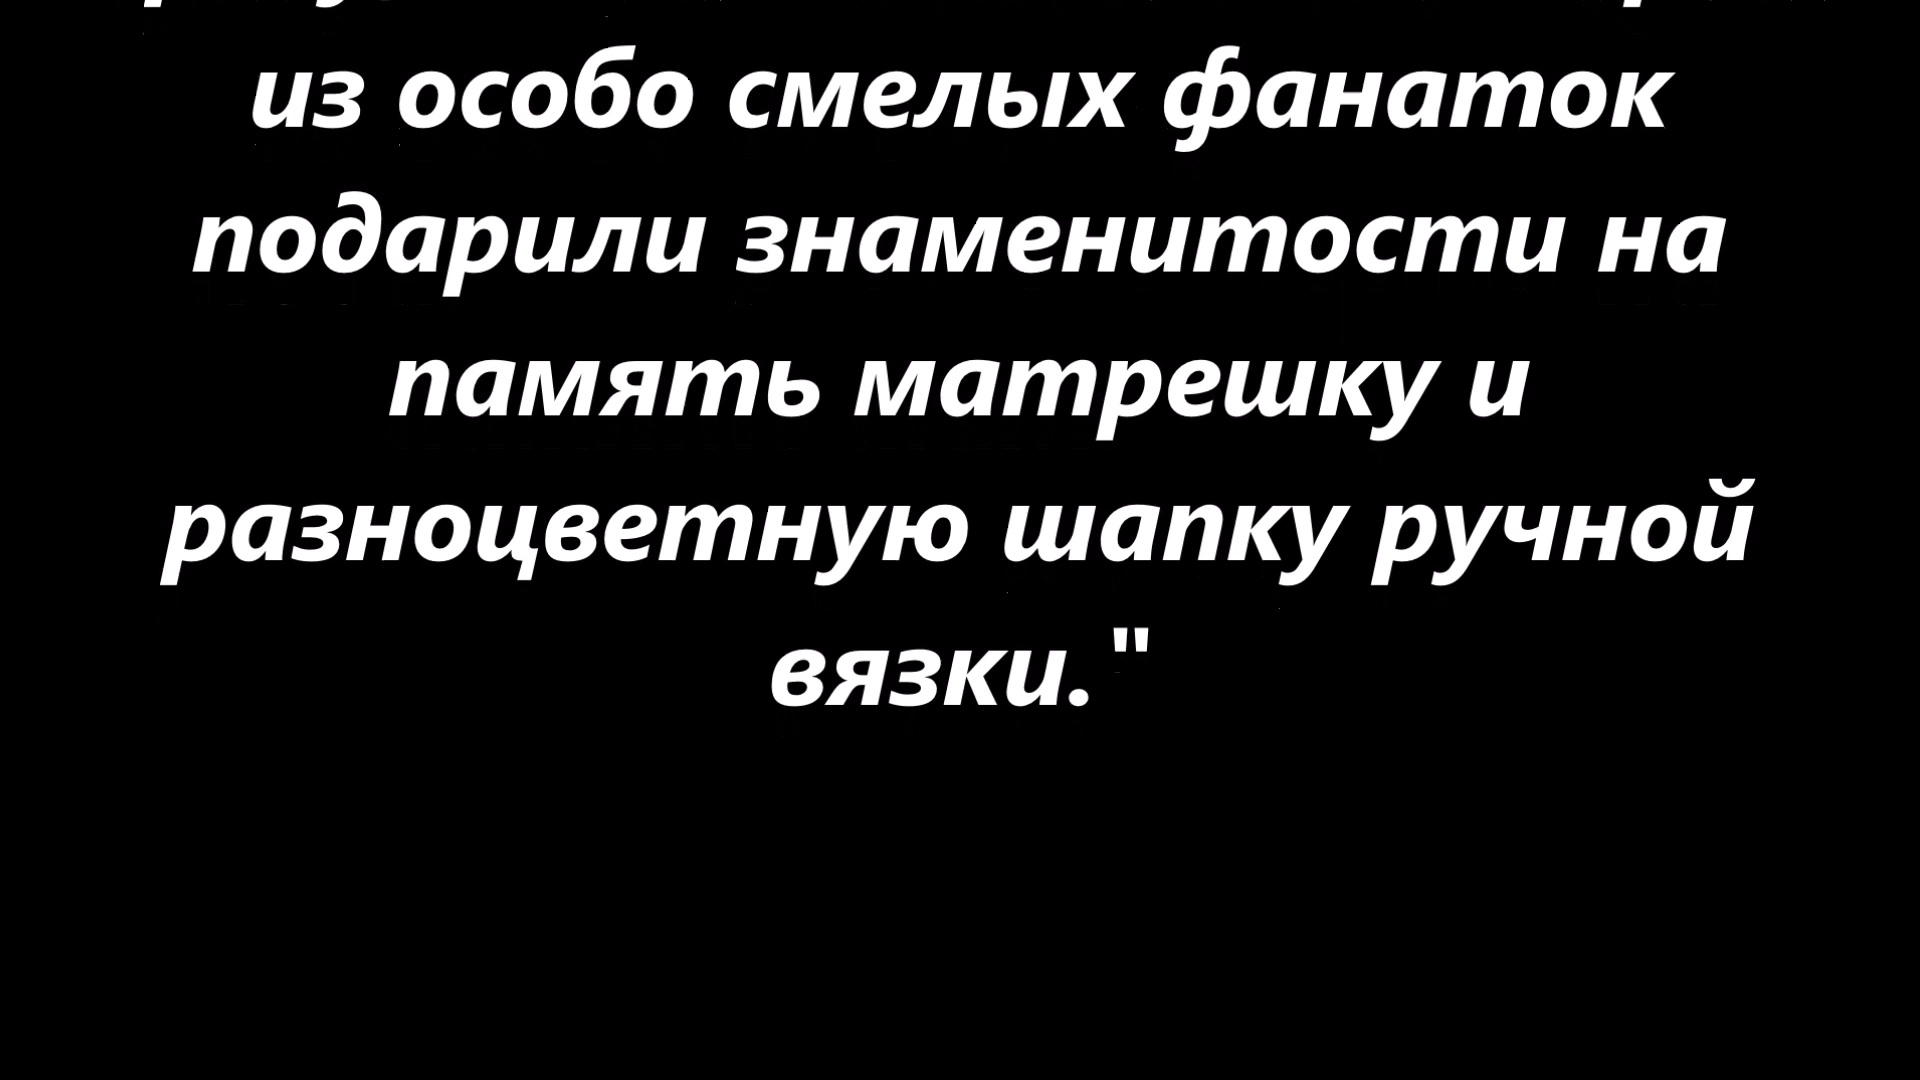 из особо смелых фанаток
подарили знаменитости на
память матрешку и
разноцветную шапку ручной
вязки."